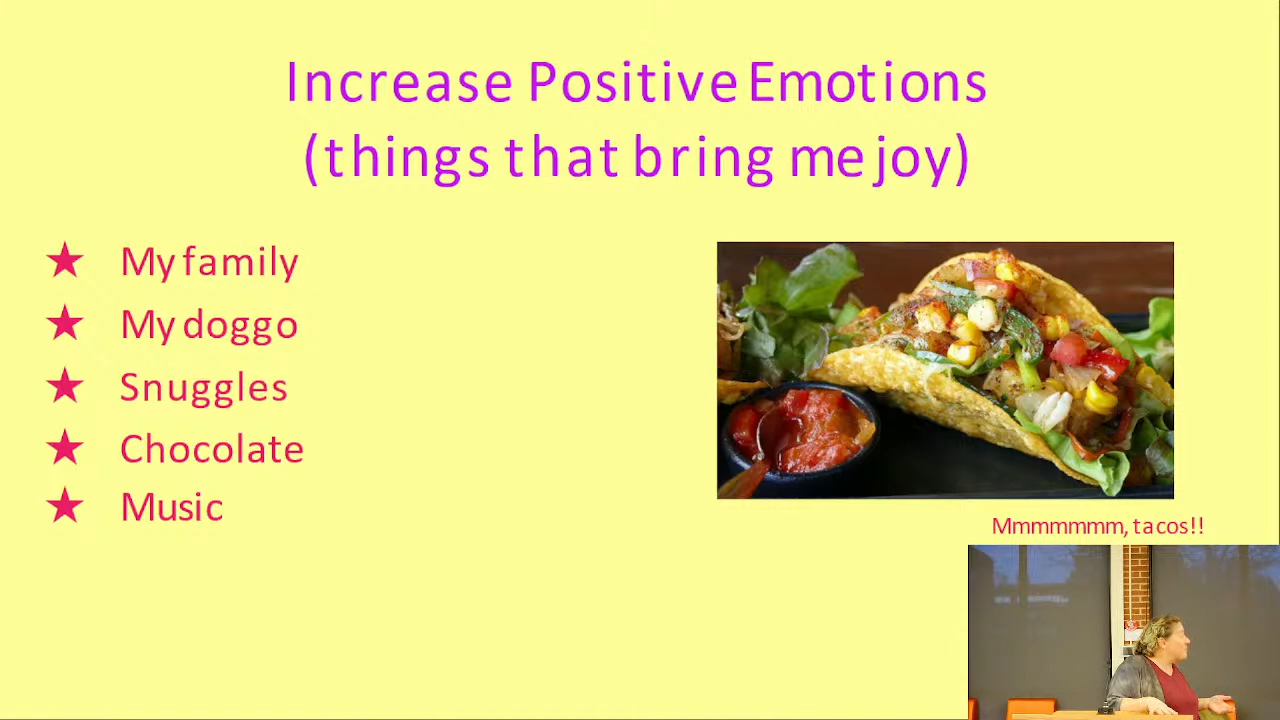 Increase Positive Emotions
(things that bring me joy)
★ My family
★ My doggo
★ Snuggles
★ Chocolate
★ Music
Mmmmmmm, tacos!!